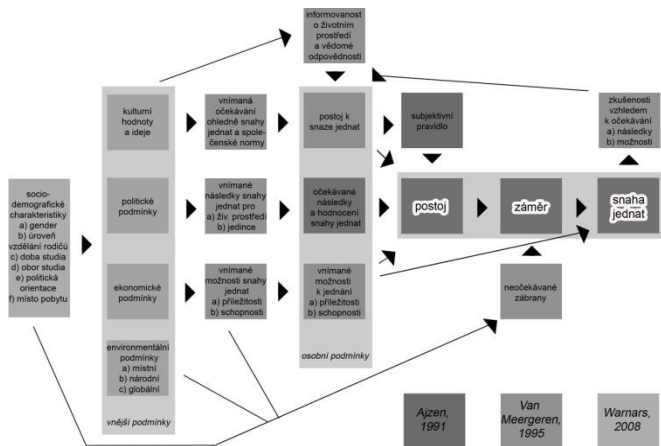 informovanost
o životním
prostředí
a vědomé
odpovědnosti
kulturní
hodnoty
a ideje
vnímaná
očekávání
ohledně snahy
jednat a spole-
čenské normy
postoj k
snaze jednat
subjektivní
pravidlo
zkušenosti
vzhledem
k očekávání
a) následky
b) možnosti
socio-
demografické
charakteristiky
a) gender
b) úroveň
vzdělání rodičů
c) doba studia
d) obor studia
e) politická
orientace
f) místo pobytu
politické
podmínky
vnímané
následky snahy
jednat pro
a) živ. prostředí
b) jedince
očekávané
následky
a hodnocení
snahy jednat
postoj
záměr
snaha
jednat
ekonomické
podmínky
vnímané
možnosti snahy
jednat
a) příležitosti
b) schopnosti
vnímané
možnosti
k jednání
a) příležitosti
b) schopnosti
neočekávané
zábrany
environmentální
podmínky
a) místní
b) národní
c) globální
osobní podmínky
vnější podmínky
Ajzen,
1991
Van
Meergeren,
1995
Warnars,
2008